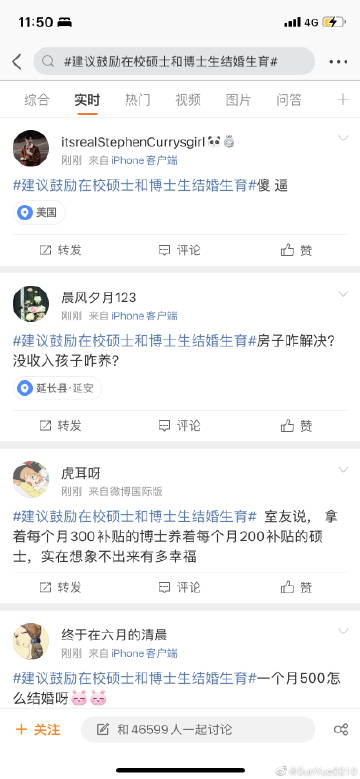 11:50
4G
#建议鼓励在校硕士和博士生结婚生育#
综合 实时 热门 视频 图片 问答
itsrealStephenCurrysgirl🐼💍
刚刚 来自 iPhone客户端
#建议鼓励在校硕士和博士生结婚生育#傻 逼
美国
转发 评论 赞
晨风夕月123
刚刚 来自 iPhone客户端
#建议鼓励在校硕士和博士生结婚生育#房子咋解决?
没收入孩子咋养?
延长县·延安
转发 评论 赞
虎耳呀
刚刚 来自微博国际版
#建议鼓励在校硕士和博士生结婚生育# 室友说, 拿
着每个月300补贴的博士养着每个月200补贴的硕
士, 实在想象不出来有多幸福
转发 评论 赞
终于在六月的清晨
刚刚 来自 iPhone客户端
#建议鼓励在校硕士和博士生结婚生育#一个月500怎
么结婚呀
+ 关注
和 46599 人一起讨论